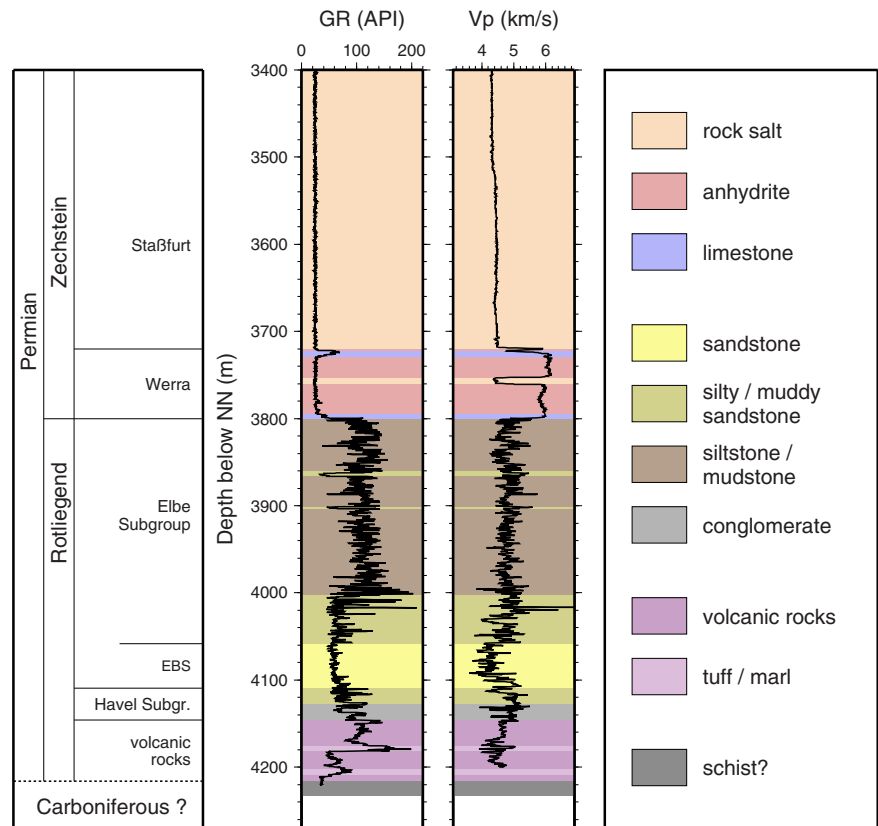 GR (API)
Vp (km/s)
0 100 200
4 5 6
Permian
Zechstein
Rotliegend
Staßfurt
Werra
Elbe
Subgroup
EBS
Havel Subgr.
volcanic
rocks
Carboniferous ?
Depth below NN (m)
3400
3500
3600
3700
3800
3900
4000
4100
4200
rock salt
anhydrite
limestone
sandstone
silty / muddy
sandstone
siltstone /
mudstone
conglomerate
volcanic rocks
tuff / marl
schist?